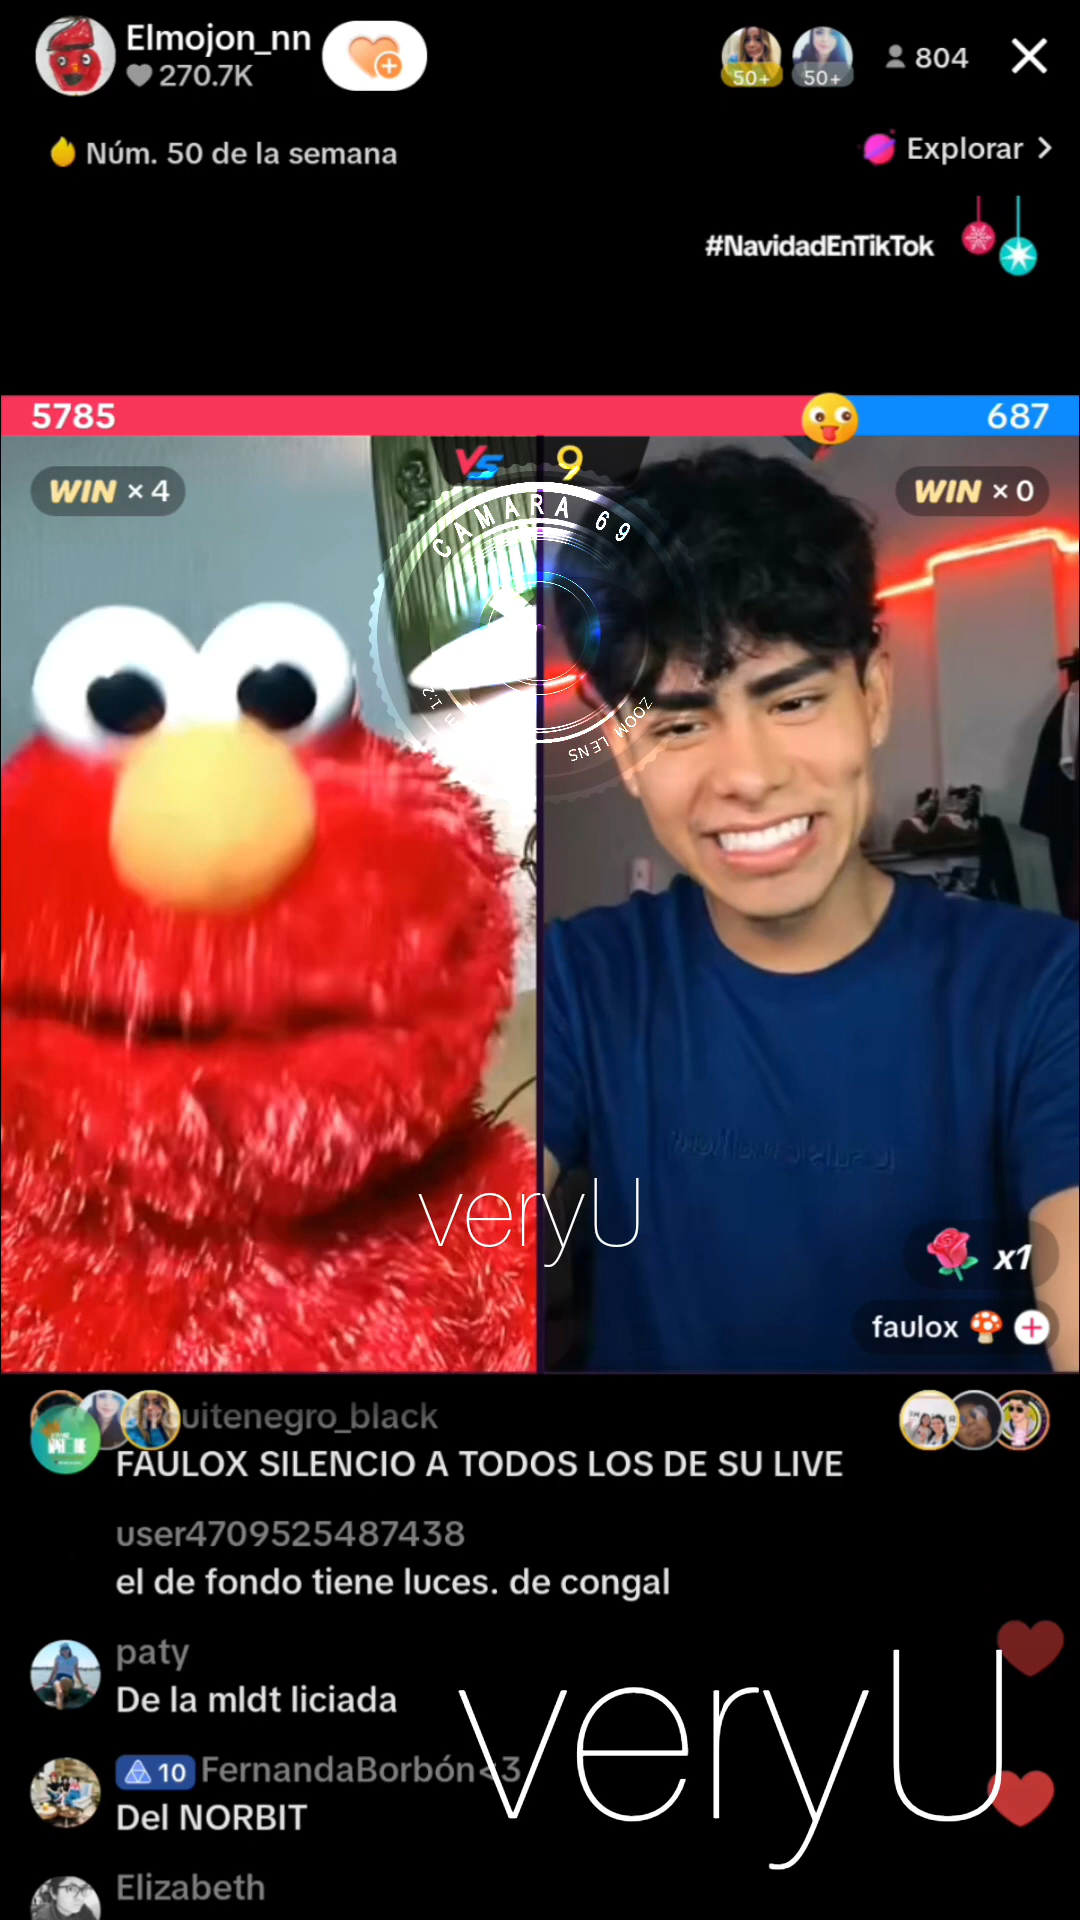 Elmojon_nn
270.7K
50+
50+
804
Núm. 50 de la semana
Explorar >
#NavidadEnTikTok
5785
687
WIN × 4
VS
9
WIN × 0
CAMARA 69
ZOOM LENS
veryU
x1
faulox
uitenegro_black
FAULOX SILENCIO A TODOS LOS DE SU LIVE
user4709525487438
el de fondo tiene luces. de congal
paty
De la mldt liciada
10 FernandaBorbón<3
Del NORBIT
veryU
Elizabeth